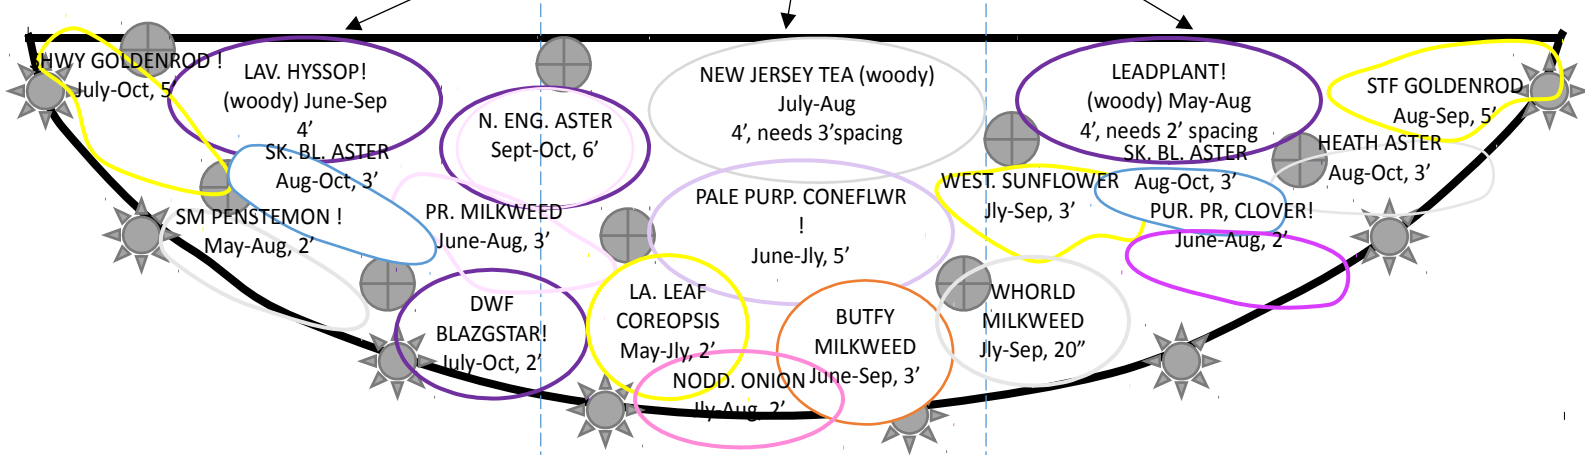 SHWY GOLDENROD !
July-Oct, 5
LAV. HYSSOP!
(woody) June-Sep
4’
N. ENG. ASTER
Sept-Oct, 6’
NEW JERSEY TEA (woody)
July-Aug
4’, needs 3’spacing
LEADPLANT!
(woody) May-Aug
4’, needs 2’ spacing
STF GOLDENROD
Aug-Sep, 5’
SK. BL. ASTER
Aug-Oct, 3’
SK. BL. ASTER
Aug-Oct, 3’
HEATH ASTER
Aug-Oct, 3’
SM PENSTEMON !
May-Aug, 2’
PR. MILKWEED
June-Aug, 3’
PALE PURP. CONEFLWR
!
June-Jly, 5’
WEST. SUNFLOWER
Jly-Sep, 3’
PUR. PR, CLOVER!
June-Aug, 2’
DWF
BLAZGSTAR!
July-Oct, 2’
LA. LEAF
COREOPSIS
May-Jly, 2’
BUTFY
MILKWEED
June-Sep, 3’
WHORLD
MILKWEED
Jly-Sep, 20”
NODD. ONION
Jly-Aug, 2’